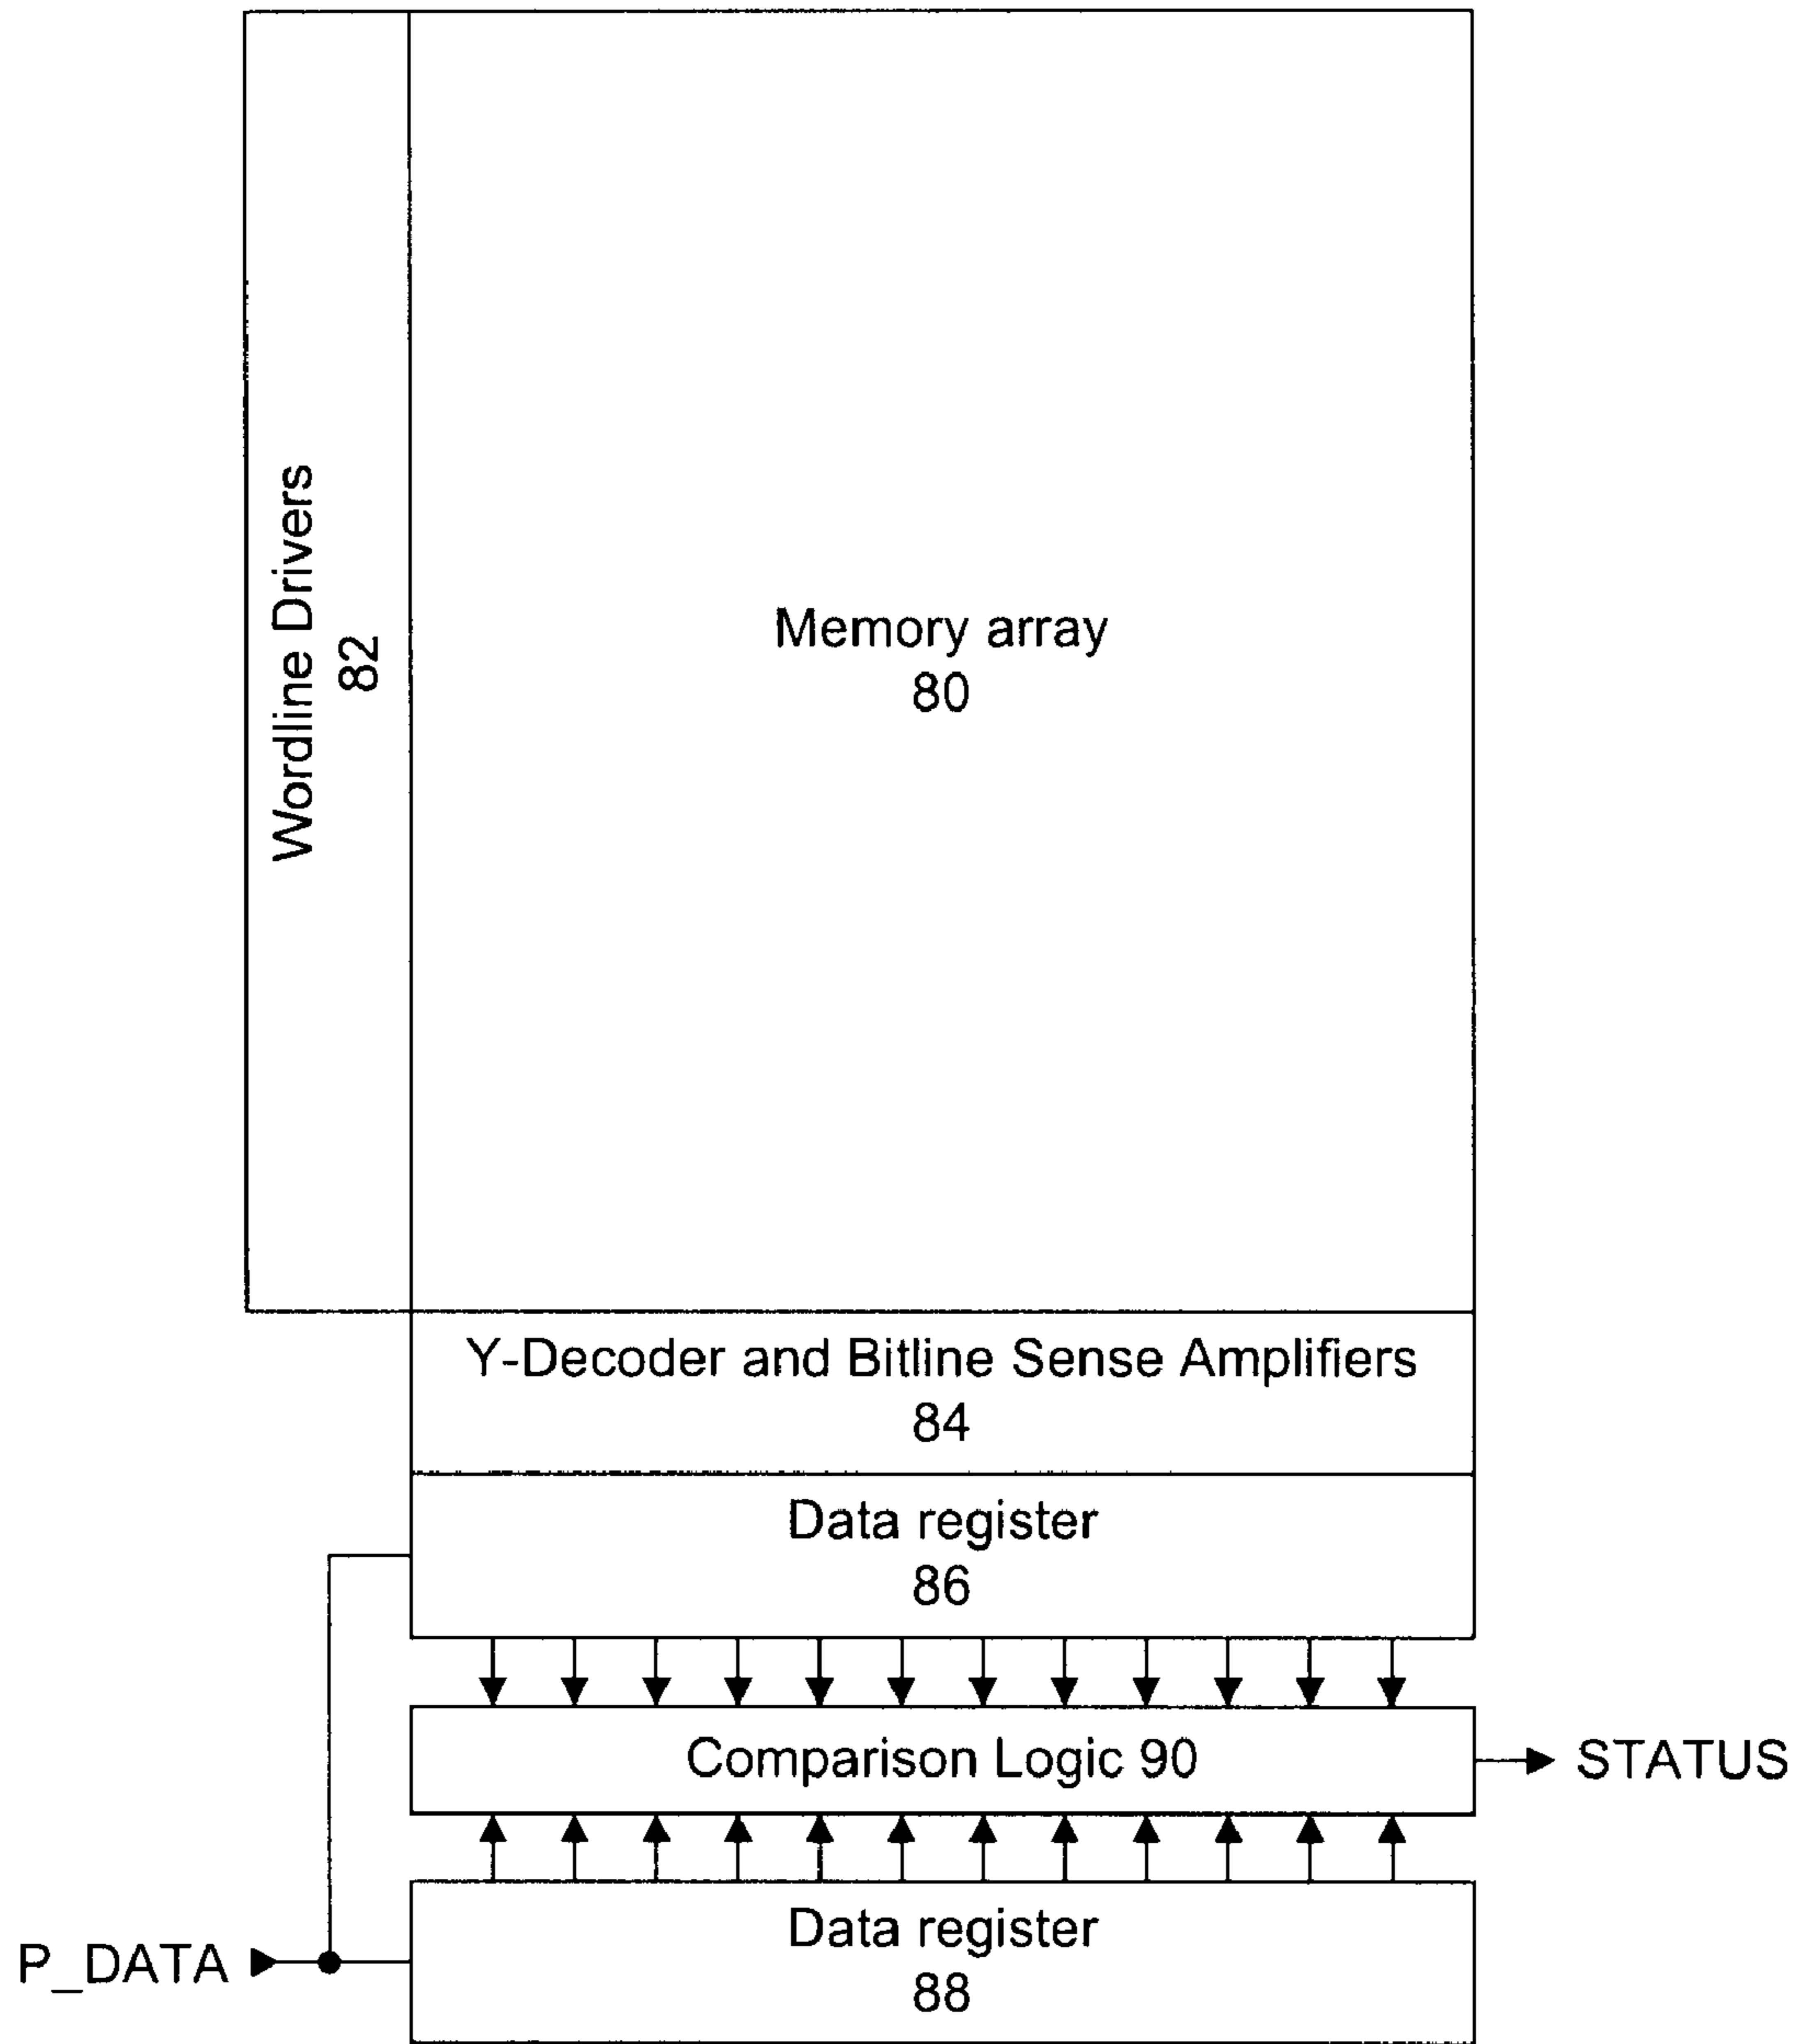 Wordline Drivers
82
Memory array
80
Y-Decoder and Bitline Sense Amplifiers
84
Data register
86
Comparison Logic 90
STATUS
Data register
88
P_DATA